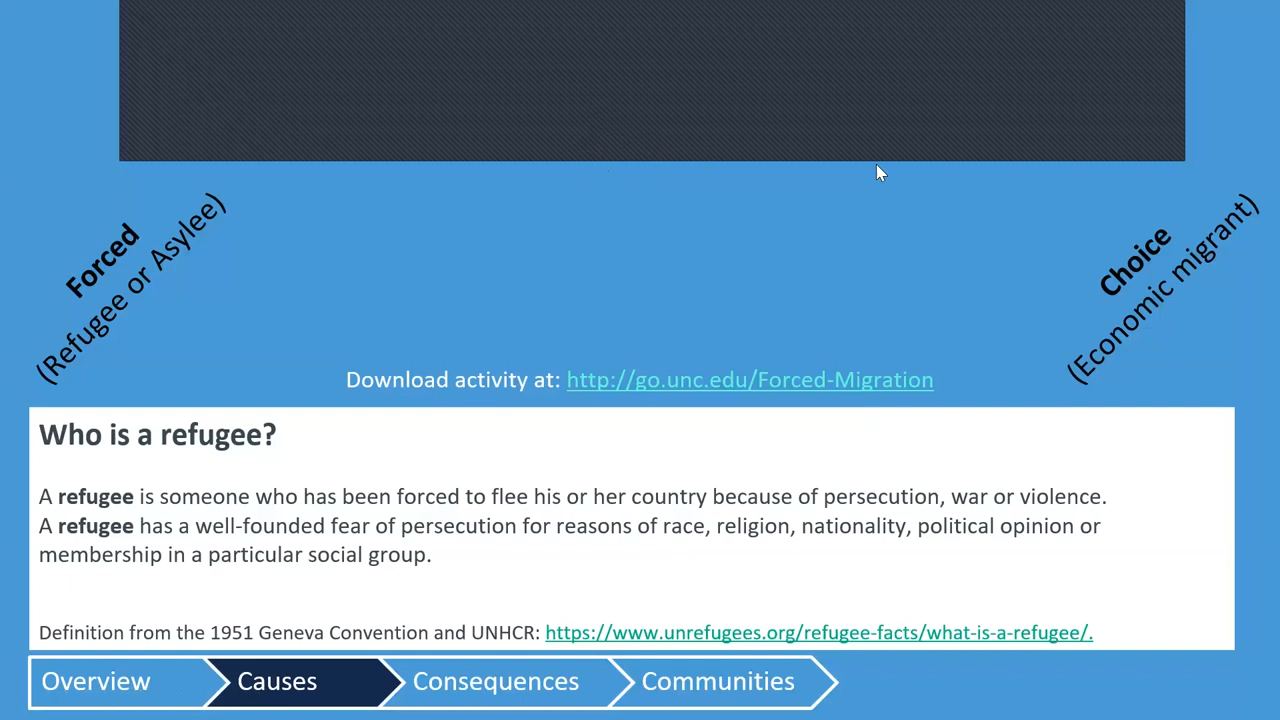 Forced
(Refugee or Asylee)
Choice
(Economic migrant)
Download activity at: http://go.unc.edu/Forced-Migration
Who is a refugee?
A refugee is someone who has been forced to flee his or her country because of persecution, war or violence.
A refugee has a well-founded fear of persecution for reasons of race, religion, nationality, political opinion or
membership in a particular social group.
Definition from the 1951 Geneva Convention and UNHCR: https://www.unrefugees.org/refugee-facts/what-is-a-refugee/.
Overview
Causes
Consequences
Communities